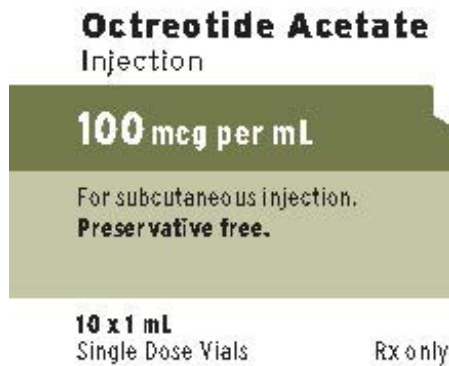 Octreotide Acetate
Injection
100 mcg per mL
For subcutaneous injection.
Preservative free.
10 x 1 mL
Single Dose Vials Rx only